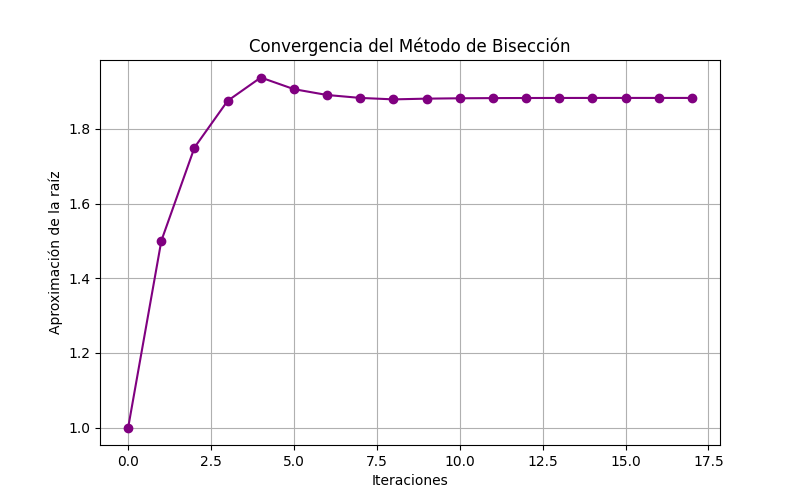 Convergencia del Método de Bisección
Aproximación de la raíz
1.8
1.6
1.4
1.2
1.0
0.0 2.5 5.0 7.5 10.0 12.5 15.0 17.5
Iteraciones